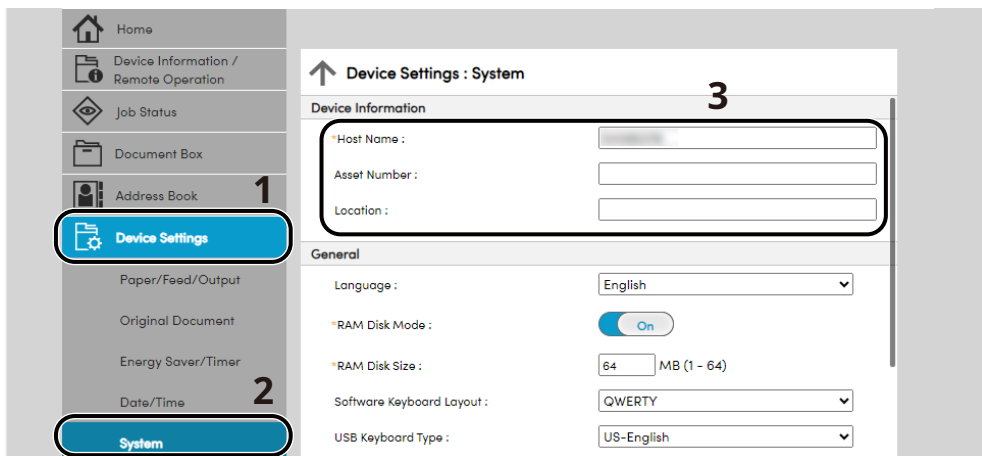 Home
Device Information /
Remote Operation
Job Status
Document Box
Address Book
1
Device Settings
Paper/Feed/Output
Original Document
Energy Saver/Timer
Date/Time
2
System
Device Settings : System
3
Device Information
*Host Name :
Asset Number :
Location :
General
Language : English
*RAM Disk Mode : On
*RAM Disk Size : 64 MB (1 - 64)
Software Keyboard Layout : QWERTY
USB Keyboard Type : US-English